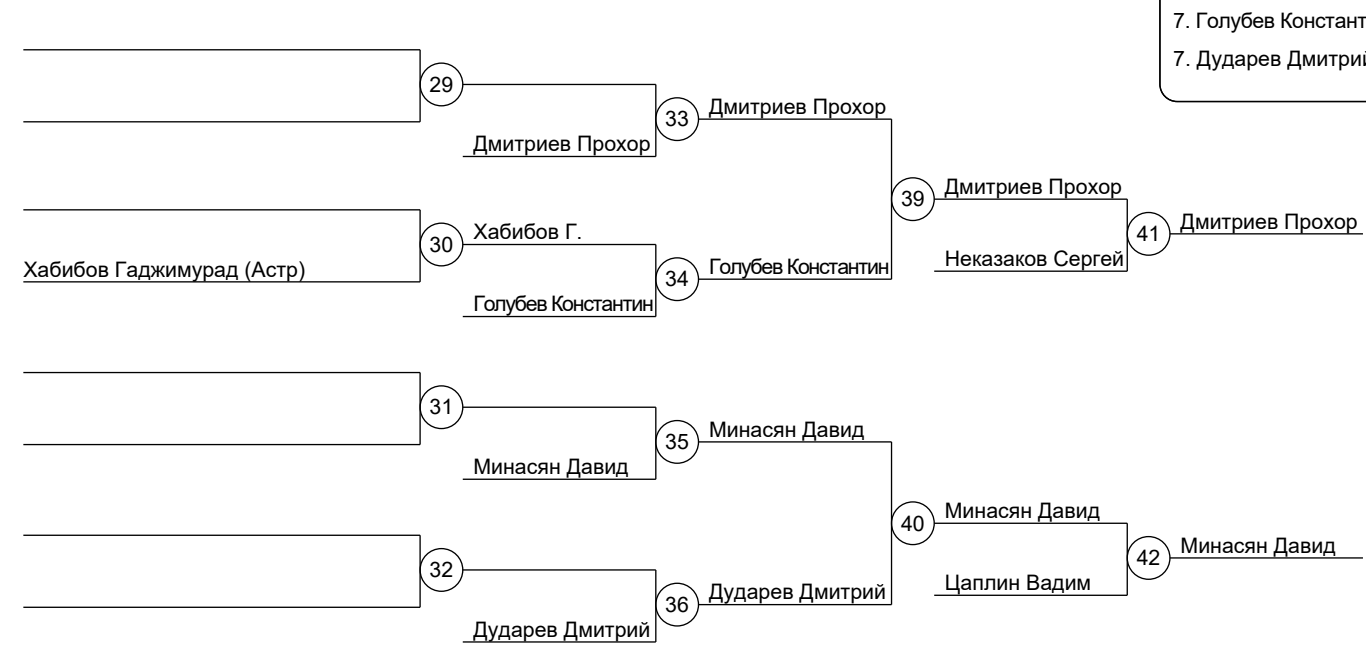 7. Голубев Констант
7. Дударев Дмитрий
29
33
Дмитриев Прохор
Дмитриев Прохор
39
Дмитриев Прохор
30
Хабибов Г.
41
Дмитриев Прохор
Хабибов Гаджимурад (Астр)
34
Голубев Константин
Неказаков Сергей
Голубев Константин
31
35
Минасян Давид
Минасян Давид
40
Минасян Давид
42
Минасян Давид
32
36
Дударев Дмитрий
Цаплин Вадим
Дударев Дмитрий